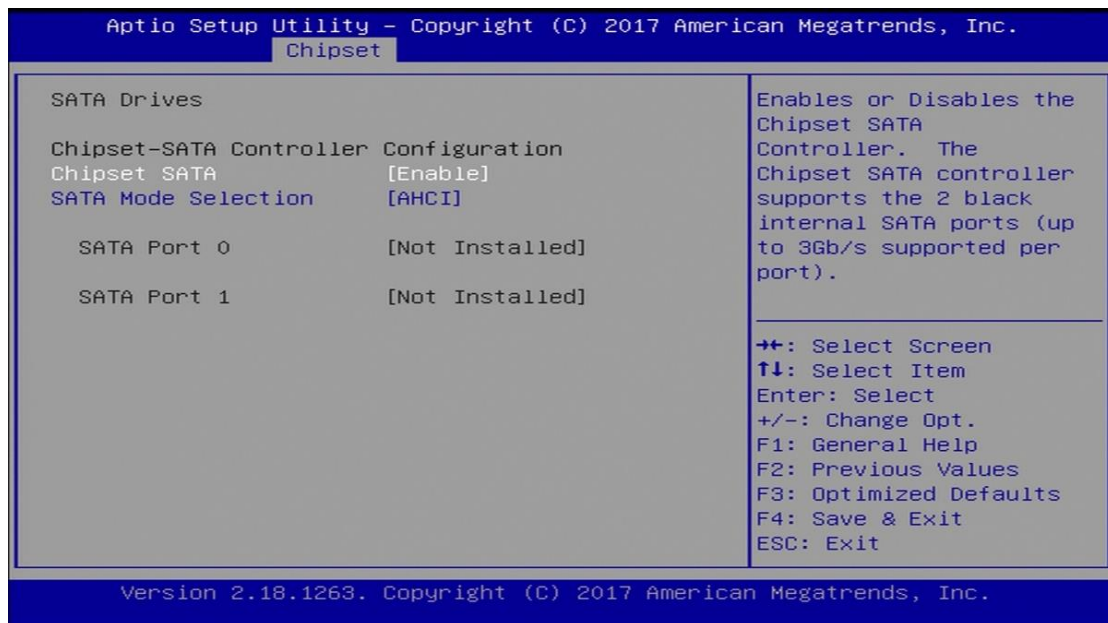 Aptio Setup Utility – Copyright (C) 2017 American Megatrends, Inc.
Chipset
SATA Drives
Chipset-SATA Controller Configuration
Chipset SATA [Enable]
SATA Mode Selection [AHCI]
SATA Port 0 [Not Installed]
SATA Port 1 [Not Installed]
Enables or Disables the
Chipset SATA
Controller. The
Chipset SATA controller
supports the 2 black
internal SATA ports (up
to 3Gb/s supported per
port).
→←: Select Screen
↑↓: Select Item
Enter: Select
+/-: Change Opt.
F1: General Help
F2: Previous Values
F3: Optimized Defaults
F4: Save & Exit
ESC: Exit
Version 2.18.1263. Copyright (C) 2017 American Megatrends, Inc.